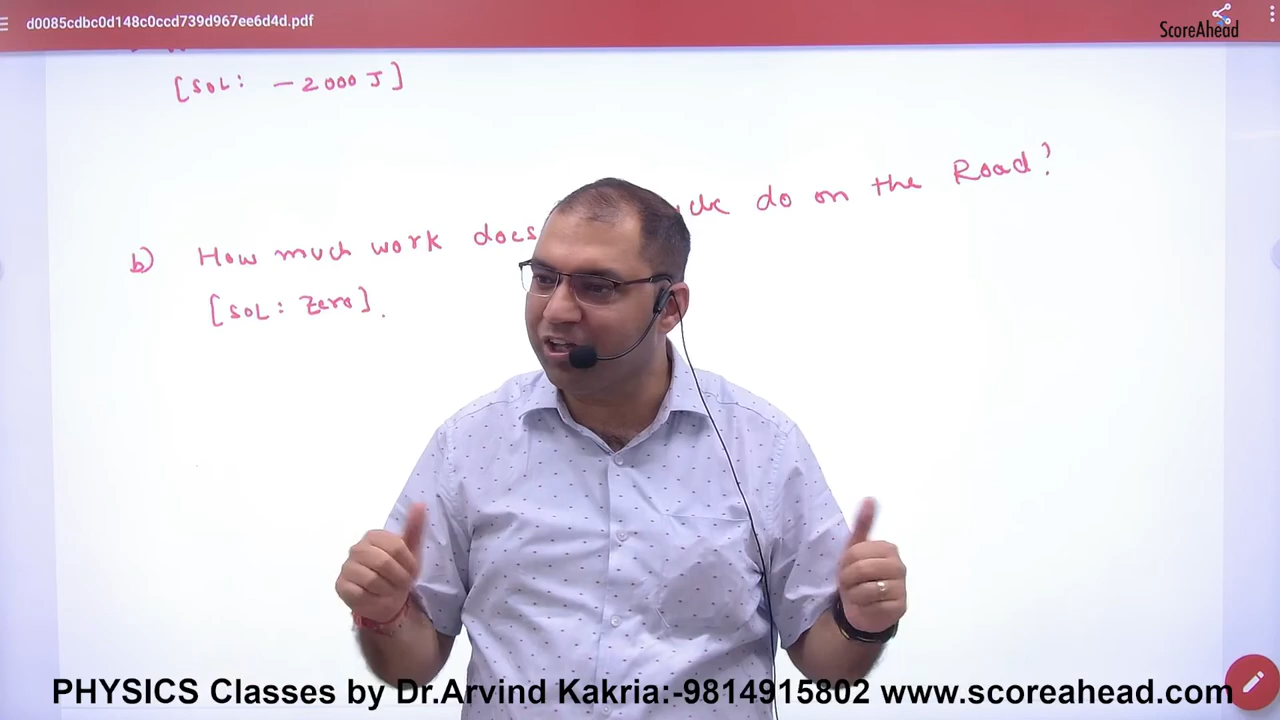 d0085cdbc0d148c0ccd739d967ee6d4d.pdf
ScoreAhead
[SOL: -2000 J]
b) How much work does do on the Road?
[SOL: Zero].
PHYSICS Classes by Dr.Arvind Kakria:-9814915802 www.scoreahead.com